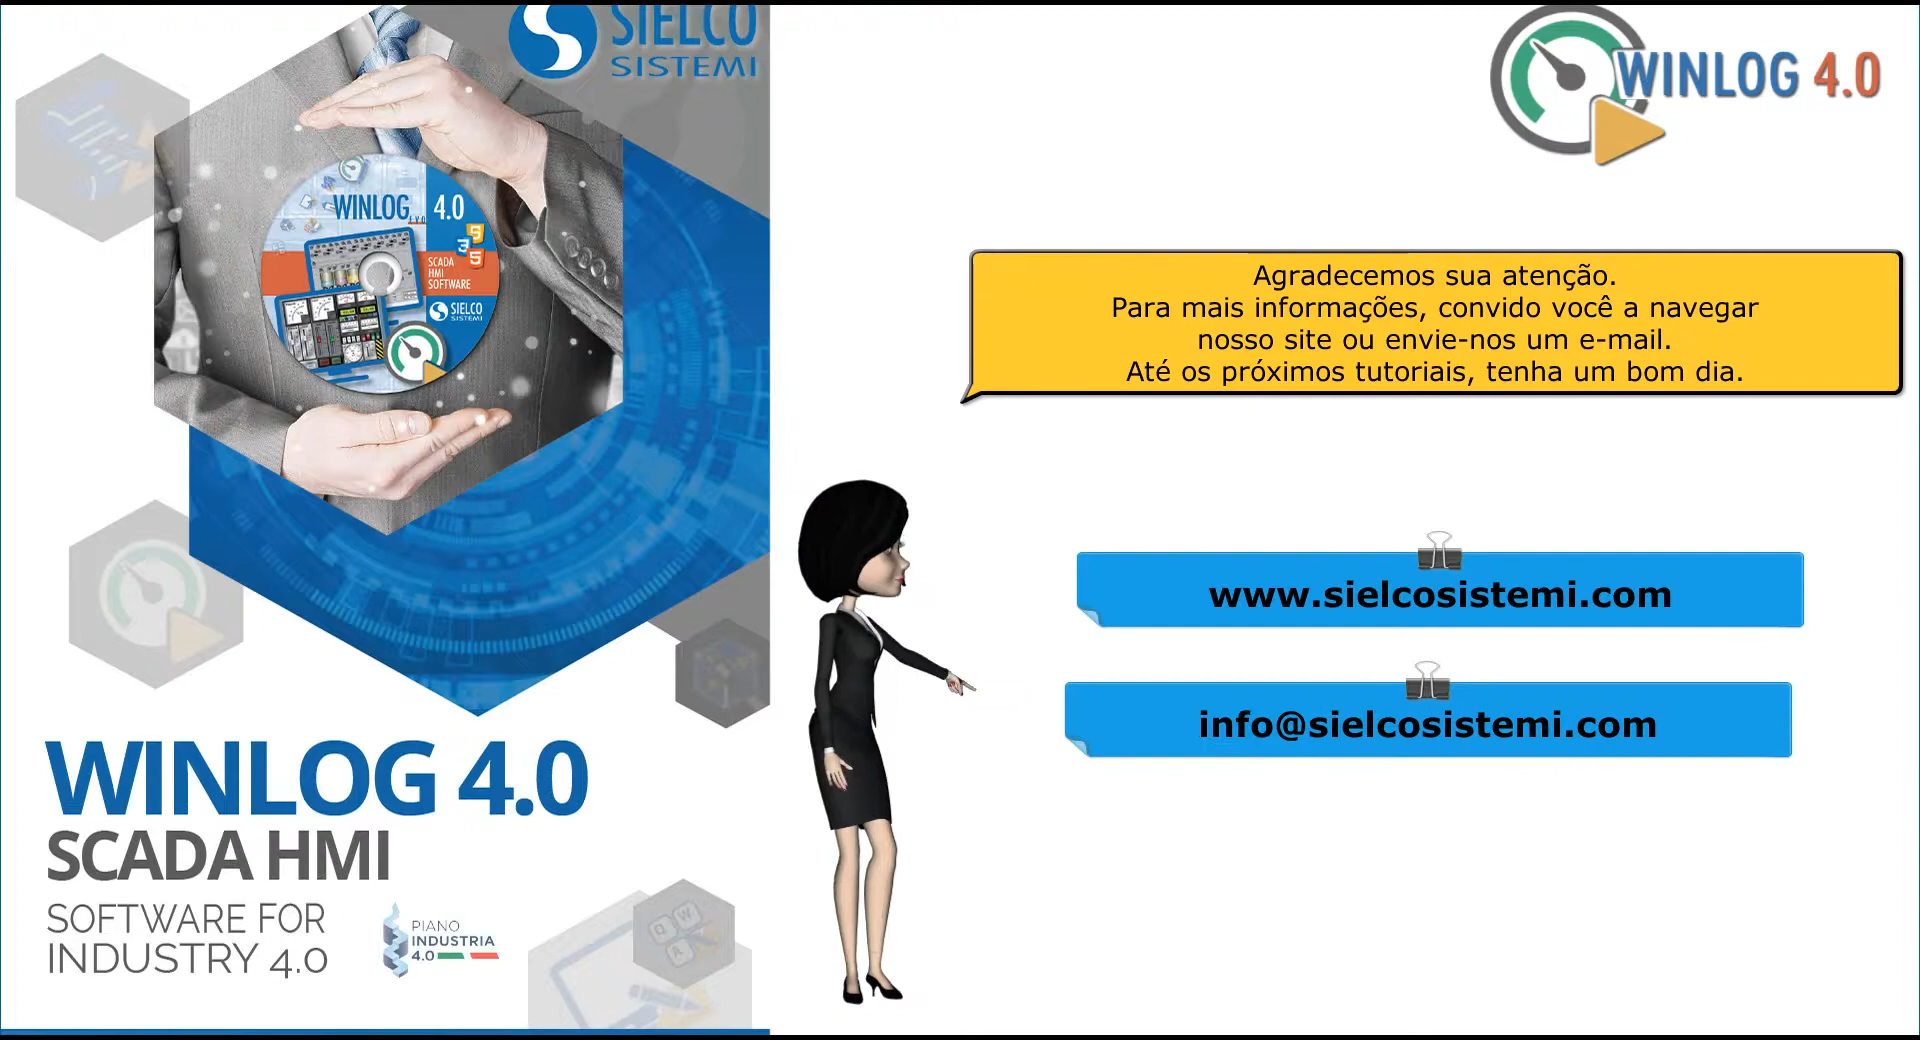 SIELCO
SISTEMI
WINLOG EVO 4.0
SCADA
HMI
SOFTWARE
SIELCO
SISTEMI
WINLOG 4.0
SCADA HMI
SOFTWARE FOR
INDUSTRY 4.0
PIANO
INDUSTRIA
4.0
Q W
A
WINLOG 4.0
Agradecemos sua atenção.
Para mais informações, convido você a navegar
nosso site ou envie-nos um e-mail.
Até os próximos tutoriais, tenha um bom dia.
www.sielcosistemi.com
info@sielcosistemi.com